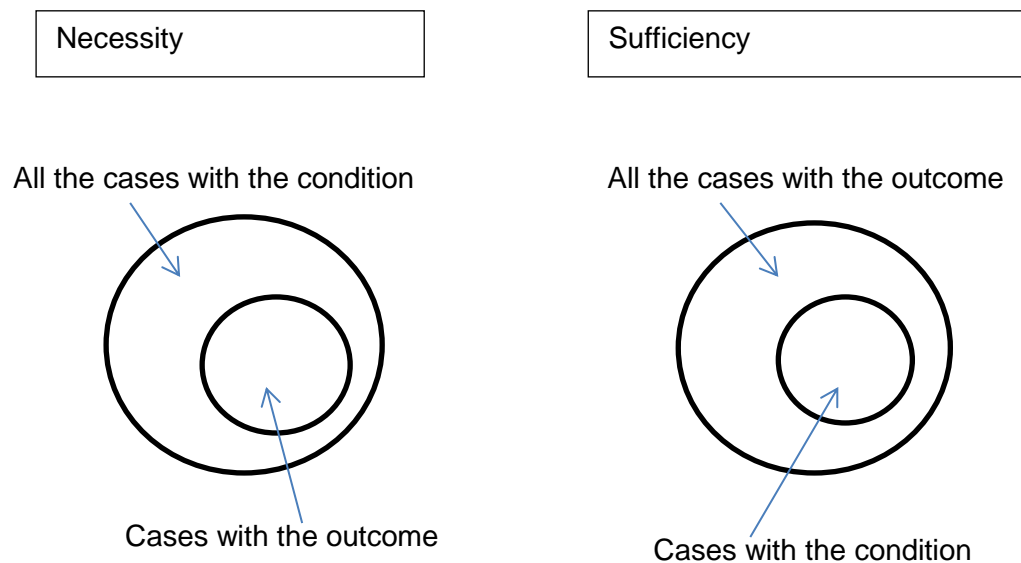 Necessity
Sufficiency
All the cases with the condition
All the cases with the outcome
Cases with the outcome
Cases with the condition